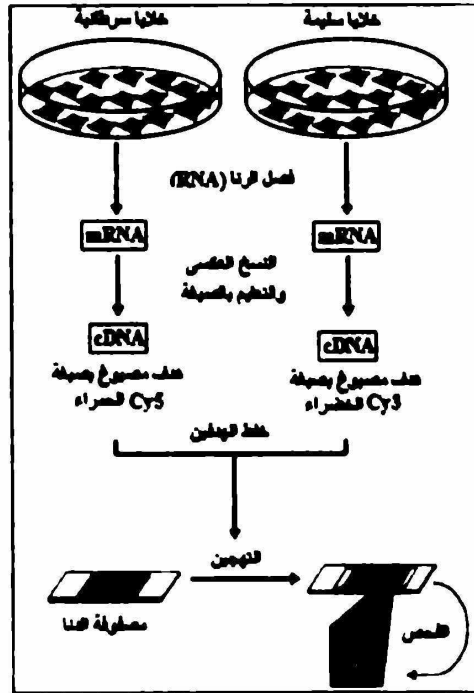 خلايا سليمة
خلايا سرطانية
فصل الرنا (RNA)
mRNA
mRNA
النسخ العكسي
والتعليم بالصبغة
cDNA
cDNA
هدف مصبوغ بصبغة
Cy3 الخضراء
هدف مصبوغ بصبغة
Cy5 الحمراء
خلط الهدفين
التهجين
مصفوفة الدنا
الفحص